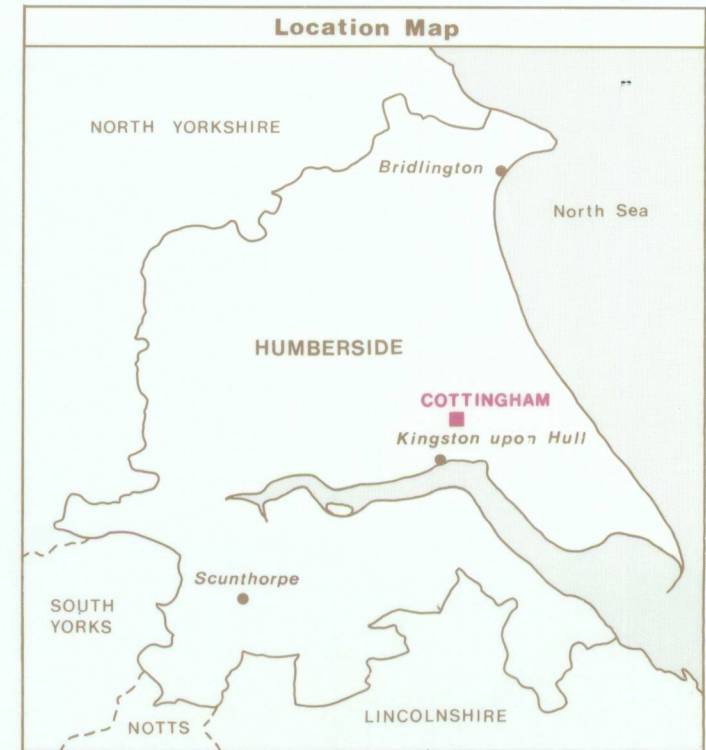 Location Map
NORTH YORKSHIRE
Bridlington
North Sea
HUMBERSIDE
COTTINGHAM
Kingston upon Hull
Scunthorpe
SOUTH
YORKS
NOTTS
LINCOLNSHIRE